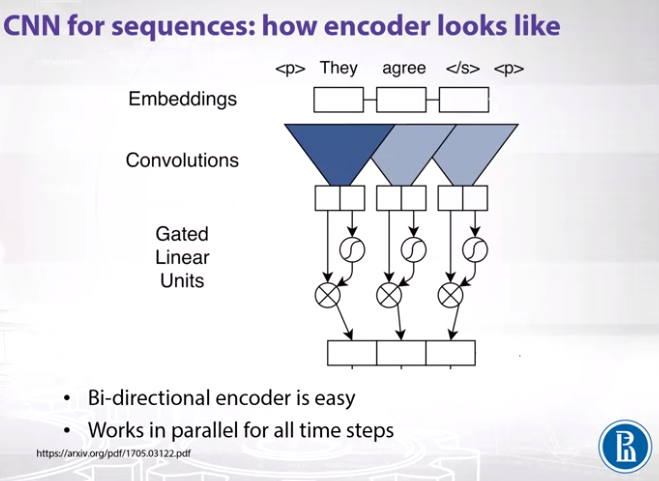 CNN for sequences: how encoder looks like
<p> They agree </s> <p>
Embeddings
Convolutions
Gated
Linear
Units
• Bi-directional encoder is easy
• Works in parallel for all time steps
https://arxiv.org/pdf/1705.03122.pdf